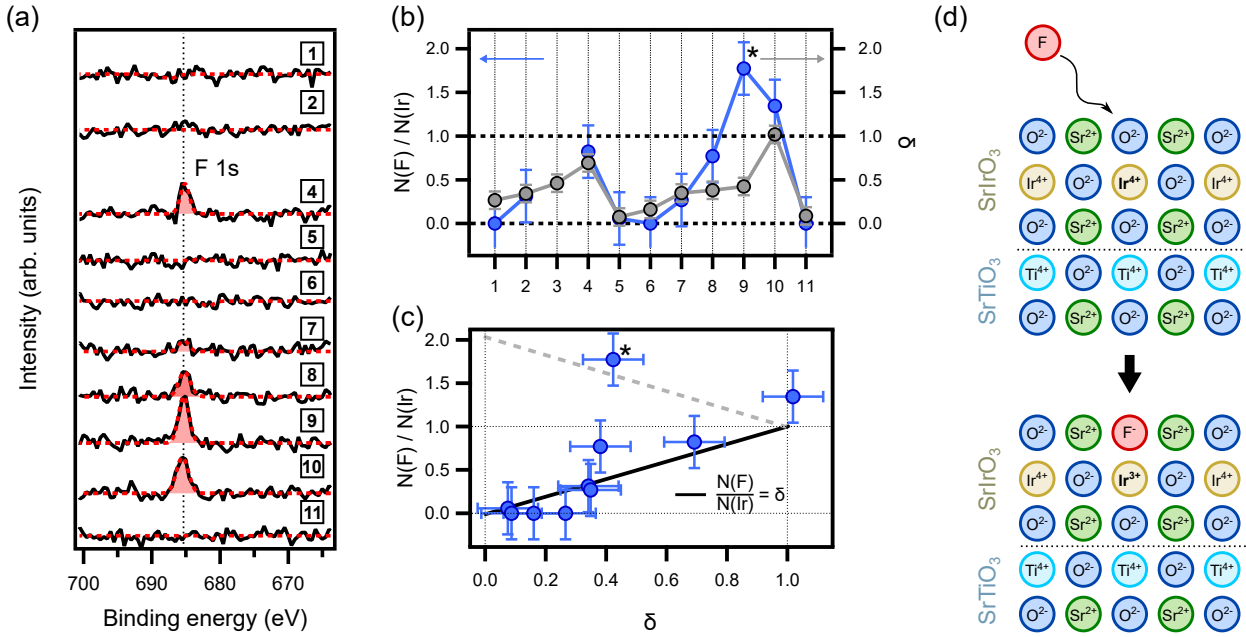 (a)
Intensity (arb. units)
1
2
F 1s
4
5
6
7
8
9
10
11
700 690 680 670
Binding energy (eV)
(b)
N(F) / N(Ir)
2.0
1.5
1.0
0.5
0.0
*
2.0
1.0
0.0
δ
1 2 3 4 5 6 7 8 9 10 11
(c)
N(F) / N(Ir)
2.0
1.5
1.0
0.5
0.0
*
N(F)
N(Ir) = δ
0.0 0.2 0.4 0.6 0.8 1.0
δ
(d)
F
SrIrO3
O2- Sr2+ O2- Sr2+ O2-
Ir4+ O2- Ir4+ O2- Ir4+
O2- Sr2+ O2- Sr2+ O2-
SrTiO3
Ti4+ O2- Ti4+ O2- Ti4+
O2- Sr2+ O2- Sr2+ O2-
SrIrO3
O2- Sr2+ F- Sr2+ O2-
Ir4+ O2- Ir3+ O2- Ir4+
O2- Sr2+ O2- Sr2+ O2-
SrTiO3
Ti4+ O2- Ti4+ O2- Ti4+
O2- Sr2+ O2- Sr2+ O2-